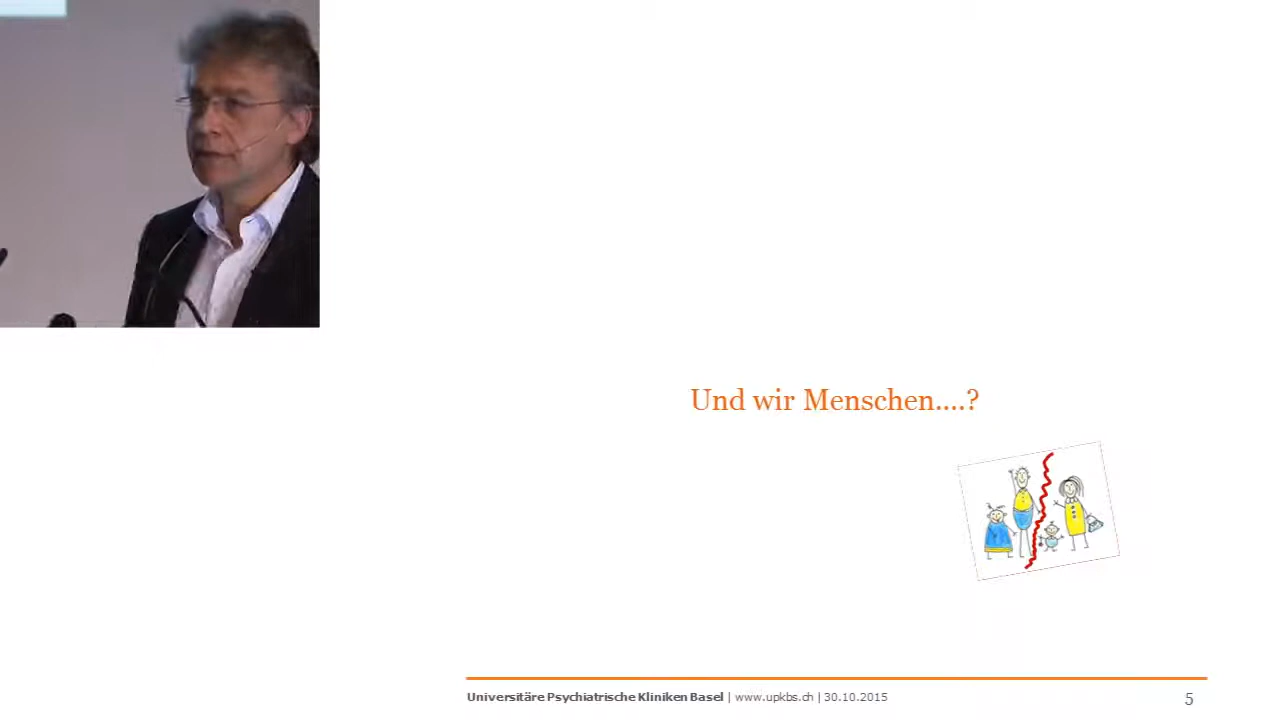 Und wir Menschen....?
Universitäre Psychiatrische Kliniken Basel | www.upkbs.ch | 30.10.2015
5